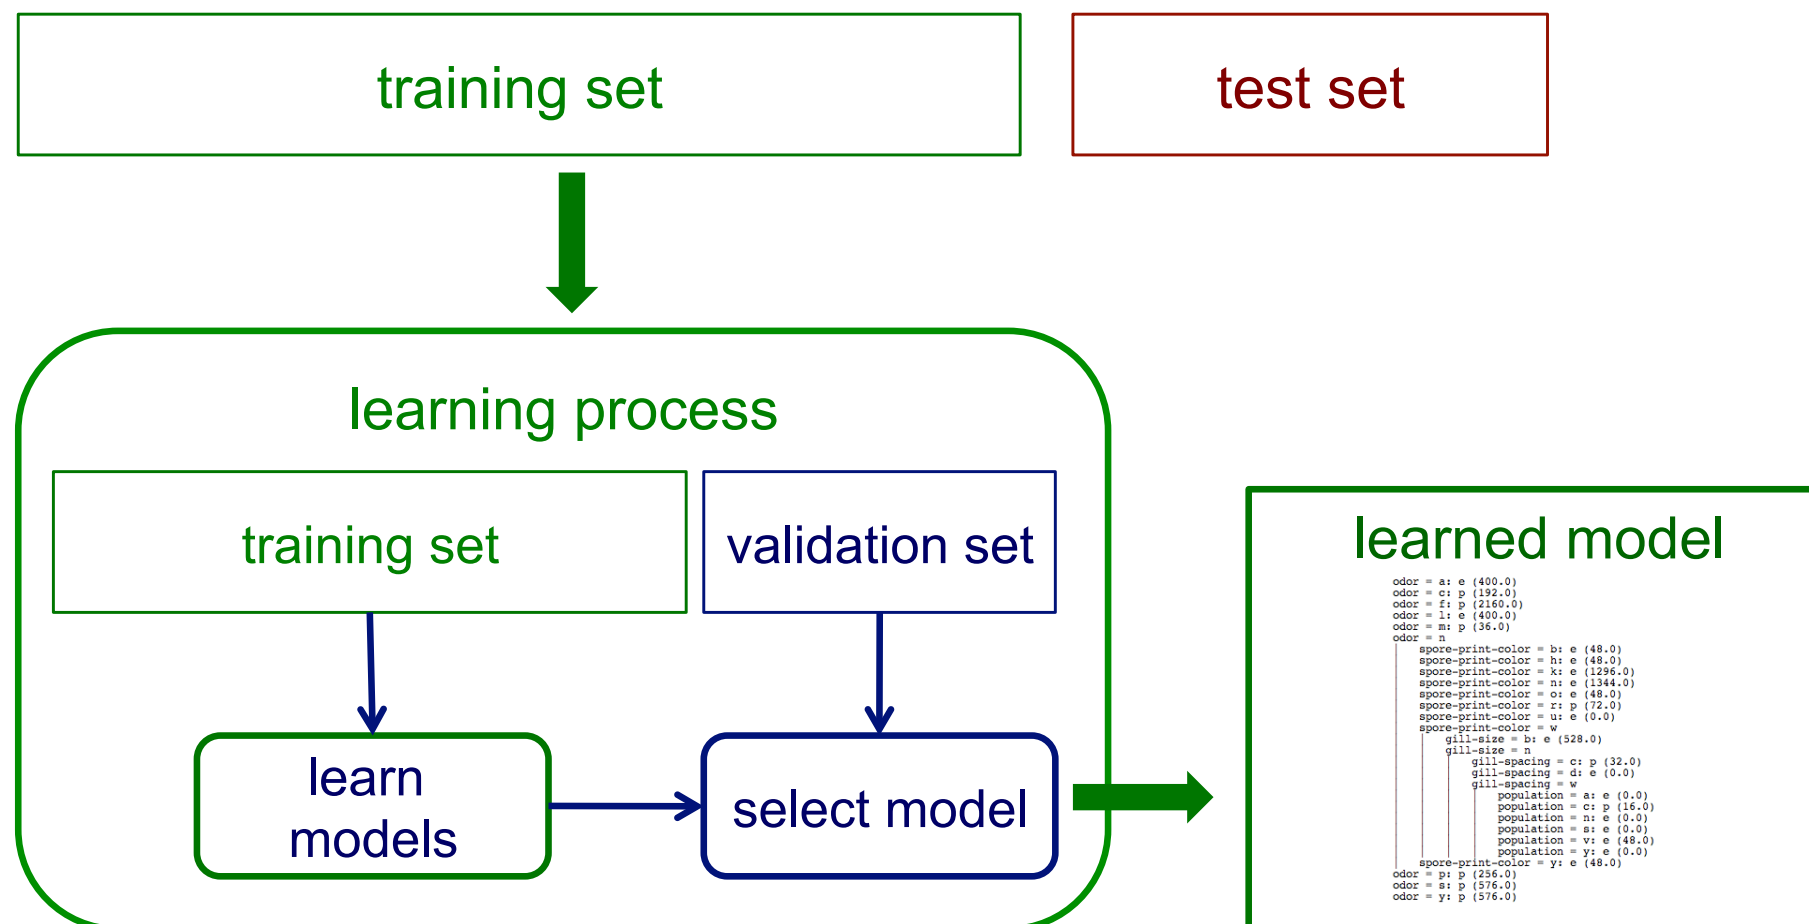 training set
test set
learning process
training set
validation set
learn
models
select model
learned model
odor = a: e (400.0)
odor = c: p (192.0)
odor = f: p (2160.0)
odor = l: e (400.0)
odor = m: p (36.0)
odor = n
|   spore-print-color = b: e (48.0)
|   spore-print-color = h: e (48.0)
|   spore-print-color = k: e (1296.0)
|   spore-print-color = n: e (1344.0)
|   spore-print-color = o: e (48.0)
|   spore-print-color = r: p (72.0)
|   spore-print-color = u: e (0.0)
|   spore-print-color = w
|   |   gill-size = b: e (528.0)
|   |   gill-size = n
|   |   |   gill-spacing = c: p (32.0)
|   |   |   gill-spacing = d: e (0.0)
|   |   |   gill-spacing = w
|   |   |   |   population = a: e (0.0)
|   |   |   |   population = c: p (16.0)
|   |   |   |   population = n: e (0.0)
|   |   |   |   population = s: e (0.0)
|   |   |   |   population = v: e (48.0)
|   |   |   |   population = y: e (0.0)
|   spore-print-color = y: e (48.0)
odor = p: p (256.0)
odor = s: p (576.0)
odor = y: p (576.0)